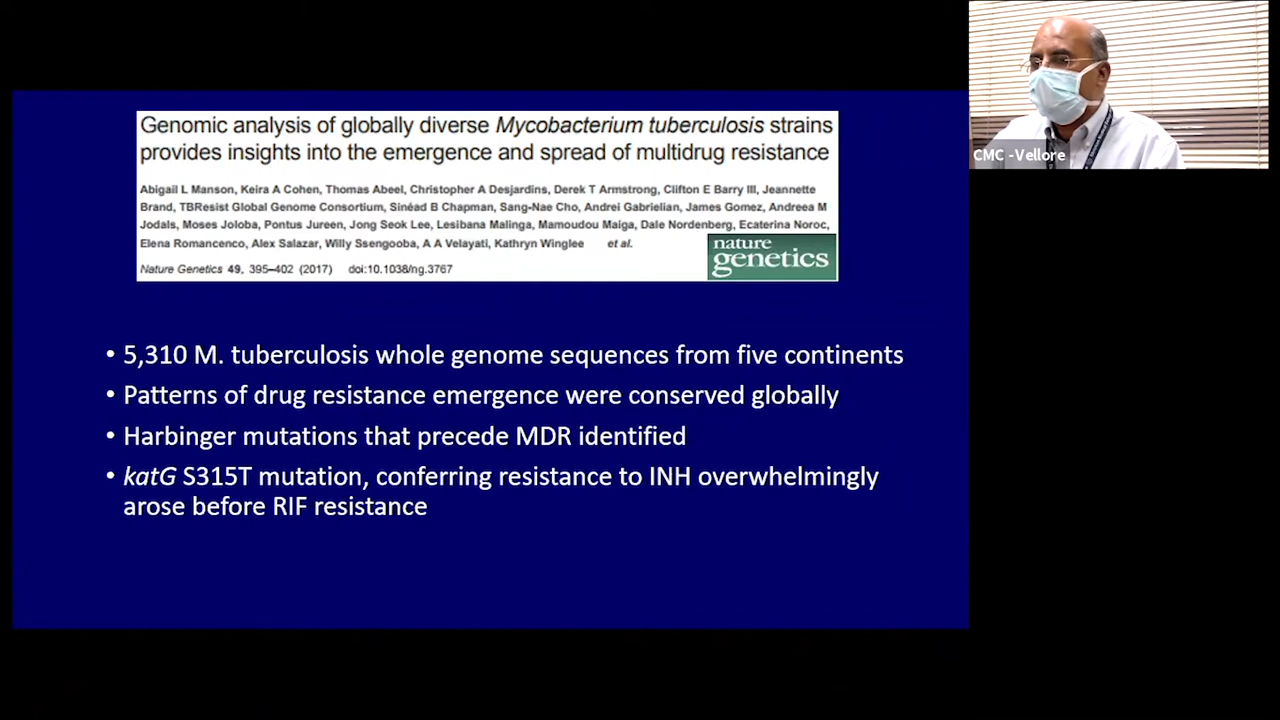 Genomic analysis of globally diverse Mycobacterium tuberculosis strains
provides insights into the emergence and spread of multidrug resistance
Abigail L Manson, Keira A Cohen, Thomas Abeel, Christopher A Desjardins, Derek T Armstrong, Clifton E Barry III, Jeannette
Brand, TBResist Global Genome Consortium, Sinéad B Chapman, Sang-Nae Cho, Andrei Gabrielian, James Gomez, Andreea M
Jodals, Moses Joloba, Pontus Jureen, Jong Seok Lee, Lesibana Malinga, Mamoudou Maiga, Dale Nordenberg, Ecaterina Noroc,
Elena Romancenco, Alex Salazar, Willy Ssengooba, A A Velayati, Kathryn Winglee et al.
Nature Genetics 49, 395–402 (2017) doi:10.1038/ng.3767
nature
genetics
CMC -Vellore
• 5,310 M. tuberculosis whole genome sequences from five continents
• Patterns of drug resistance emergence were conserved globally
• Harbinger mutations that precede MDR identified
• katG S315T mutation, conferring resistance to INH overwhelmingly
arose before RIF resistance